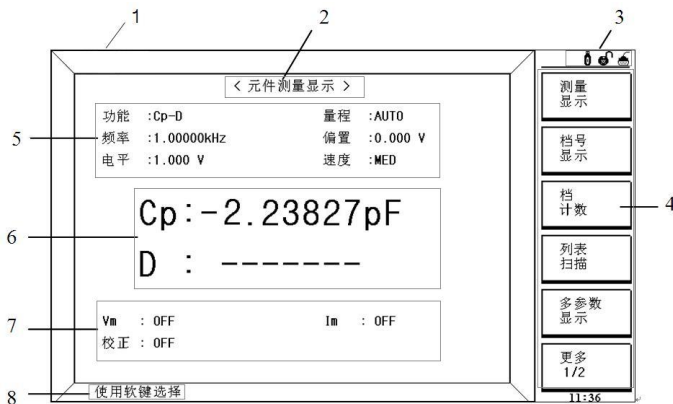 1
2
3
< 元件测量显示 >
功能 :Cp-D 量程 :AUTO
5 频率 :1.00000kHz 偏置 :0.000 V
电平 :1.000 V 速度 :MED
6
Cp:-2.23827pF
D : -------
7
Vm : OFF Im : OFF
校正 : OFF
8 使用软键选择
测量
显示
档号
显示
档
计数
4
列表
扫描
多参数
显示
更多
1/2
11:36